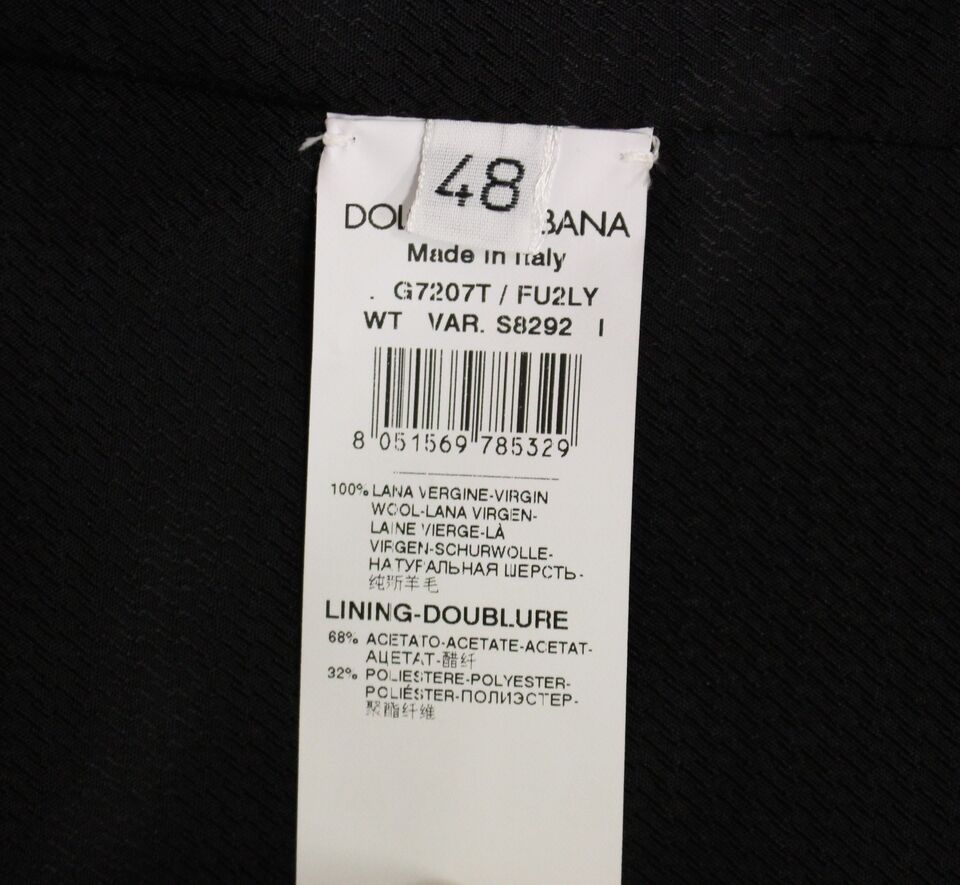 48
DOL BANA
Made in Italy
. G7207T / FU2LY
WT VAR. S8292 I
8 051569 785329
100% LANA VERGINE-VIRGIN
WOOL-LANA VIRGEN-
LAINE VIERGE-LÀ
VIRGEN-SCHURWOLLE-
НАТУРАЛЬНАЯ ШЕРСТЬ-
纯新羊毛
LINING-DOUBLURE
68% ACETATO-ACETATE-ACETAT-
АЦЕТАТ-醋纤
32% POLIESTERE-POLYESTER-
POLIÉSTER-ПОЛИЭСТЕР-
聚酯纤维